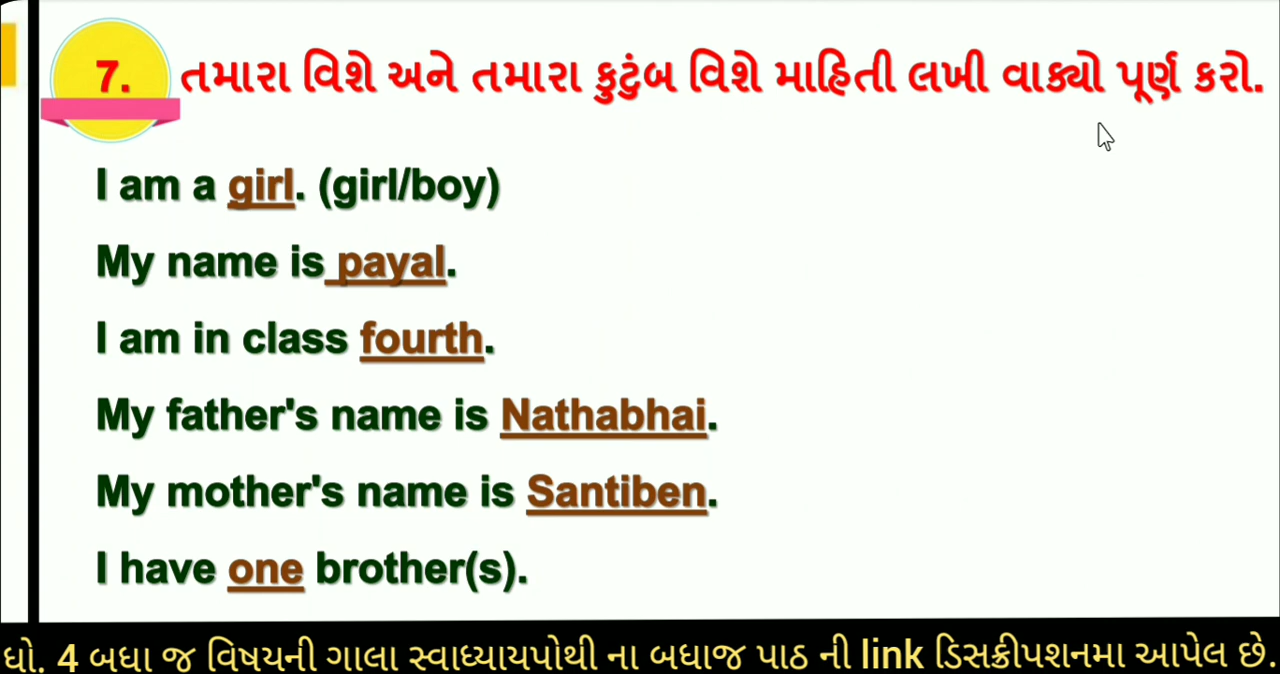 7. તમારા વિશે અને તમારા કુટુંબ વિશે માહિતી લખી વાક્યો પૂર્ણ કરો.
I am a girl. (girl/boy)
My name is payal.
I am in class fourth.
My father's name is Nathabhai.
My mother's name is Santiben.
I have one brother(s).
ધો. 4 બધા જ વિષયની ગાલા સ્વાધ્યાયપોથી ના બધાજ પાઠ ની link ડિસક્રીપશનમા આપેલ છે.